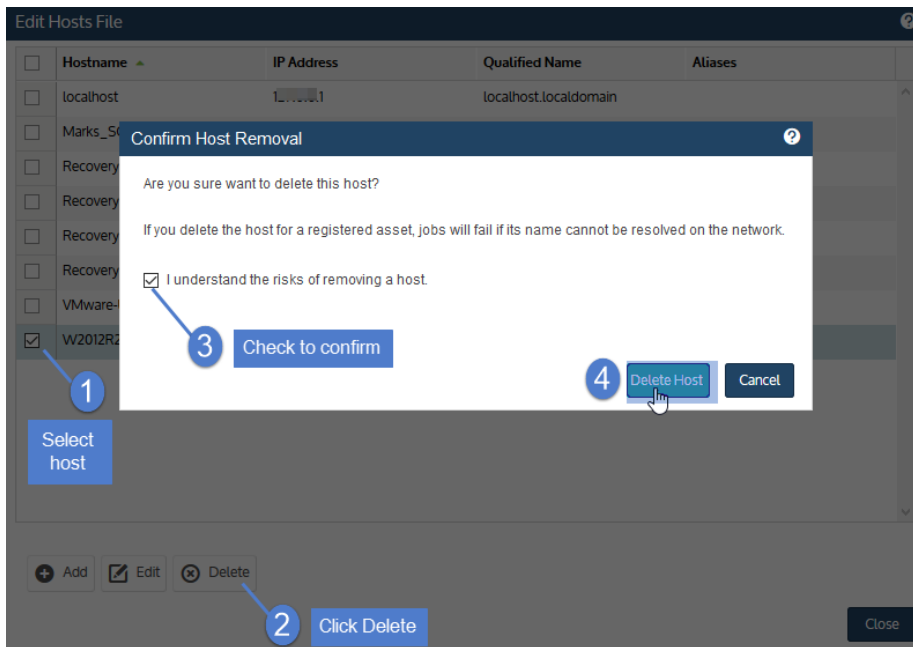 Edit Hosts File
Hostname IP Address Qualified Name Aliases
localhost localhost.localdomain
Marks_SO
Recovery
Recovery
Recovery
Recovery
VMware-
W2012R2
Confirm Host Removal
Are you sure want to delete this host?
If you delete the host for a registered asset, jobs will fail if its name cannot be resolved on the network.
I understand the risks of removing a host.
3 Check to confirm
4 Delete Host Cancel
1
Select
host
Add Edit Delete
2 Click Delete
Close